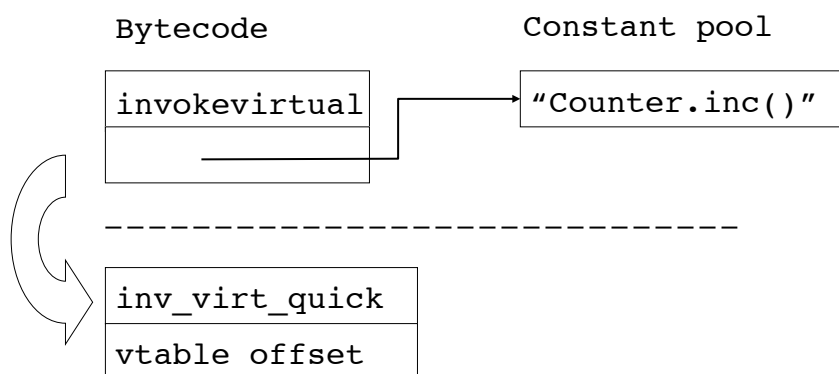 Bytecode
Constant pool
invokevirtual
“Counter.inc()”
inv_virt_quick
vtable offset